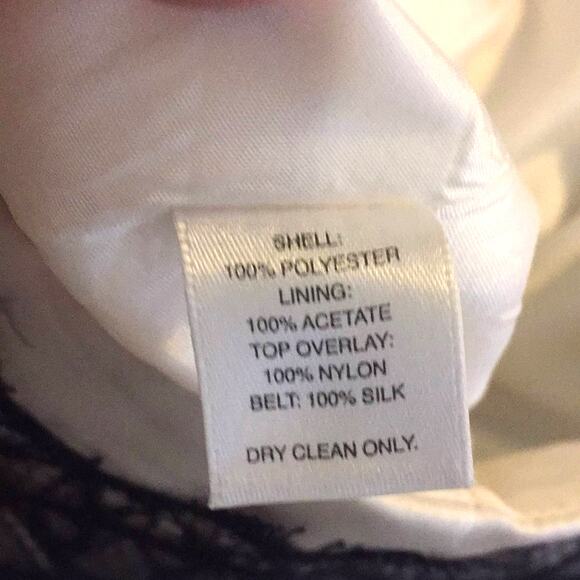 SHELL:
100% POLYESTER
LINING:
100% ACETATE
TOP OVERLAY:
100% NYLON
BELT: 100% SILK
DRY CLEAN ONLY.